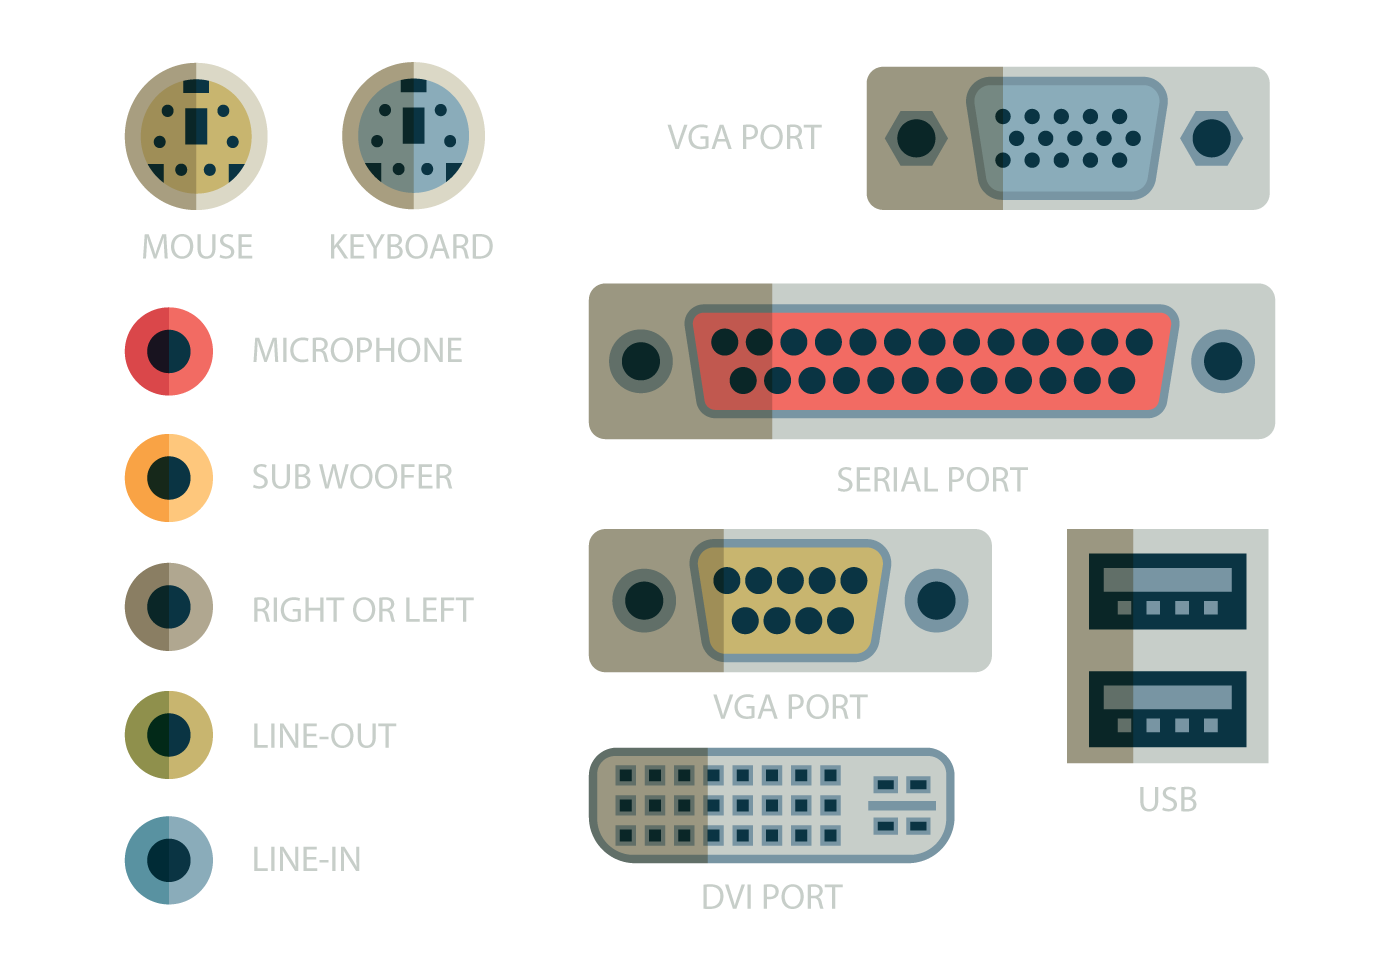 VGA PORT
MOUSE
KEYBOARD
MICROPHONE
SUB WOOFER
SERIAL PORT
RIGHT OR LEFT
VGA PORT
LINE-OUT
USB
LINE-IN
DVI PORT